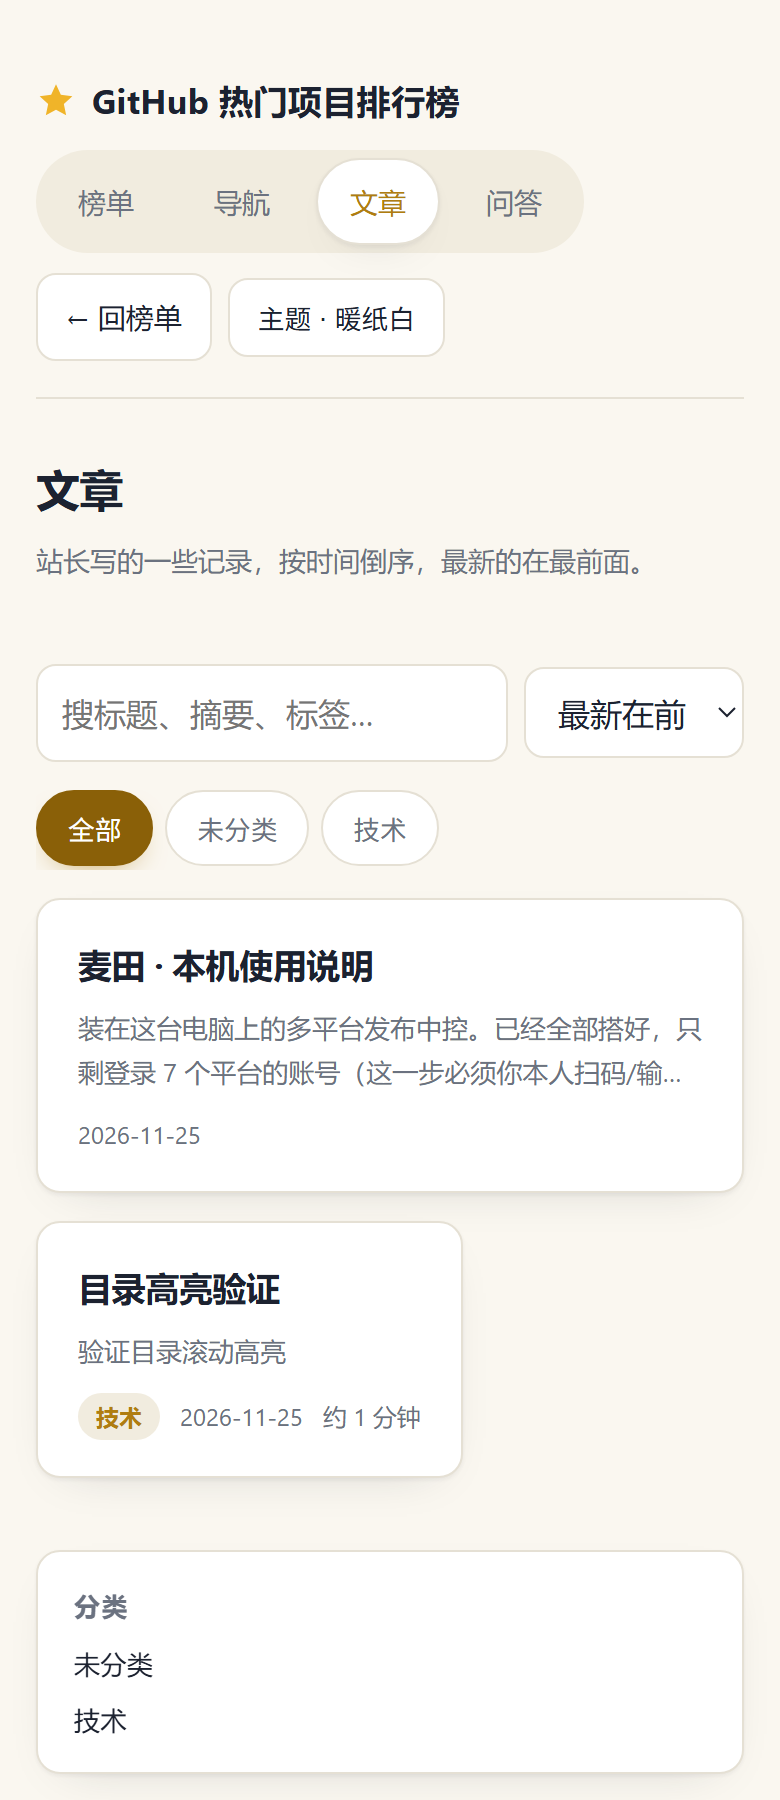 GitHub 热门项目排行榜
榜单 导航 文章 问答
← 回榜单 主题 · 暖纸白
文章
站长写的一些记录，按时间倒序，最新的在最前面。
搜标题、摘要、标签... 最新在前
全部 未分类 技术
麦田 · 本机使用说明
装在这台电脑上的多平台发布中控。已经全部搭好，只
剩登录 7 个平台的账号（这一步必须你本人扫码/输...
2026-11-25
目录高亮验证
验证目录滚动高亮
技术 2026-11-25 约 1 分钟
分类
未分类
技术